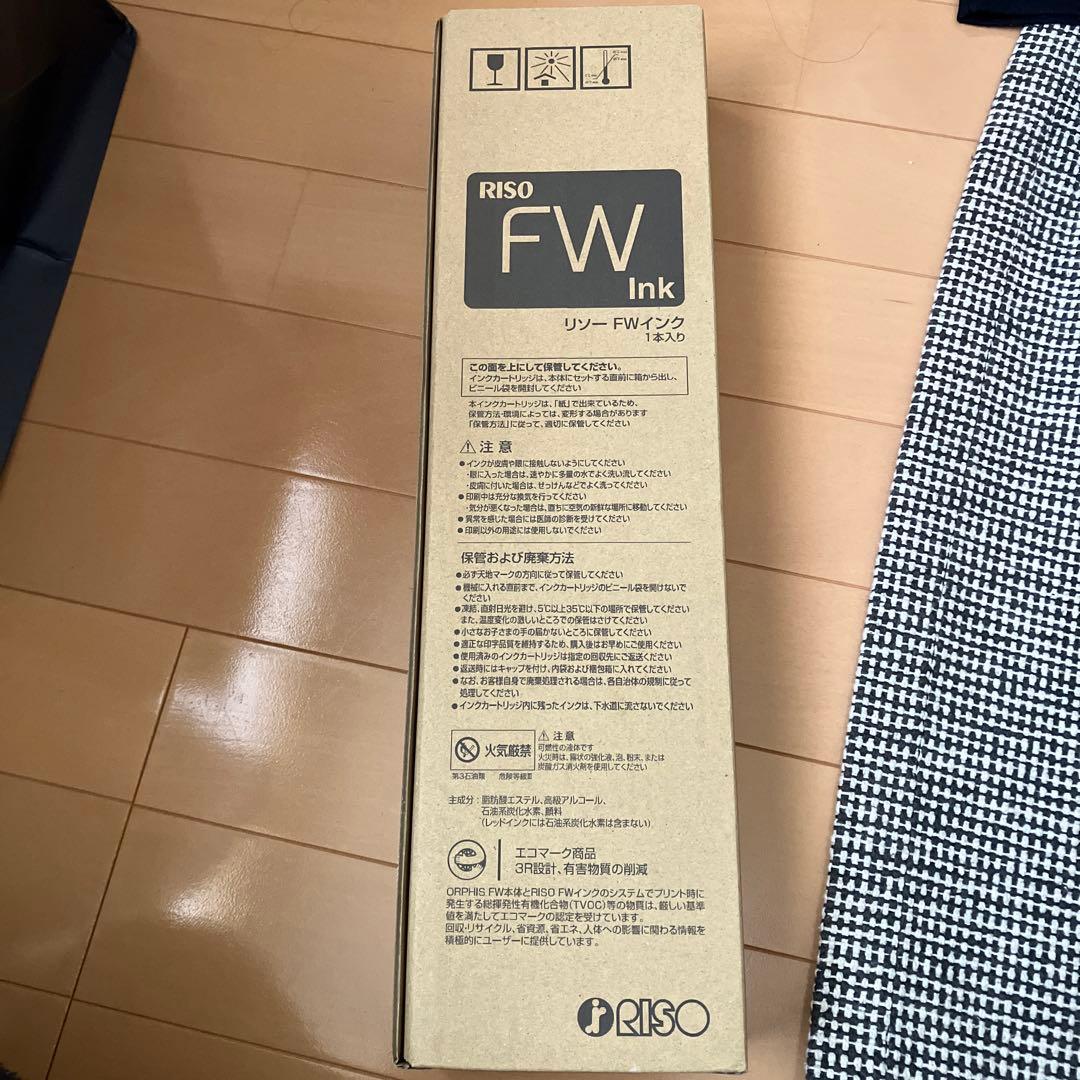 RISO
FW
Ink
リソー FWインク
1本入り
この面を上にして保管してください。
インクカートリッジは、本体にセットする直前に箱から出し、
ビニール袋を開封してください
本インクカートリッジは、「紙」で出来ているため、
保管方法・環境によっては、変形する場合があります
「保管方法」に従って、適切に保管してください
注意
●インクが皮膚や眼に接触しないようにしてください
・眼に入った場合は、速やかに多量の水でよく洗い流してください
・皮膚に付いた場合は、せっけんなどでよく洗ってください
●印刷中は充分な換気を行ってください
・気分が悪くなった場合は、直ちに空気の新鮮な場所に移動してください
●異常を感じた場合には医師の診断を受けてください
●印刷以外の用途には使用しないでください
保管および廃棄方法
●必ず天地マークの方向に従って保管してください
●機械に入れる直前まで、インクカートリッジのビニール袋を開けないで
ください
●凍結、直射日光を避け、5℃以上35℃以下の場所で保管してください
また、温度変化の激しいところでの保管はさけてください
●小さなお子さまの手の届かないところに保管してください
●適正な印字品質を維持するため、購入後はお早めにご使用ください
●使用済みのインクカートリッジは指定の回収先にご返送ください
●返送時にはキャップを付け、内袋および梱包箱に入れてください
●なお、お客様自身で廃棄処理される場合は、各自治体の規制に従って
処理してください
●インクカートリッジ内に残ったインクは、下水道に流さないでください
火気厳禁
第3石油類 危険等級Ⅲ
注意
可燃性の液体です
火災時は、霧状の強化液、泡、粉末、または
炭酸ガス消火剤を使用してください
主成分：脂肪酸エステル、高級アルコール、
石油系炭化水素、顔料
(レッドインクには石油系炭化水素は含まない)
エコマーク商品
3R設計、有害物質の削減
ORPHIS FW本体とRISO FWインクのシステムでプリント時に
発生する総揮発性有機化合物(TVOC)等の物質は、厳しい基準
値を満たしてエコマークの認定を受けています。
回収・リサイクル、省資源、省エネ、人体への影響に関わる情報を
積極的にユーザーに提供しています。
RISO